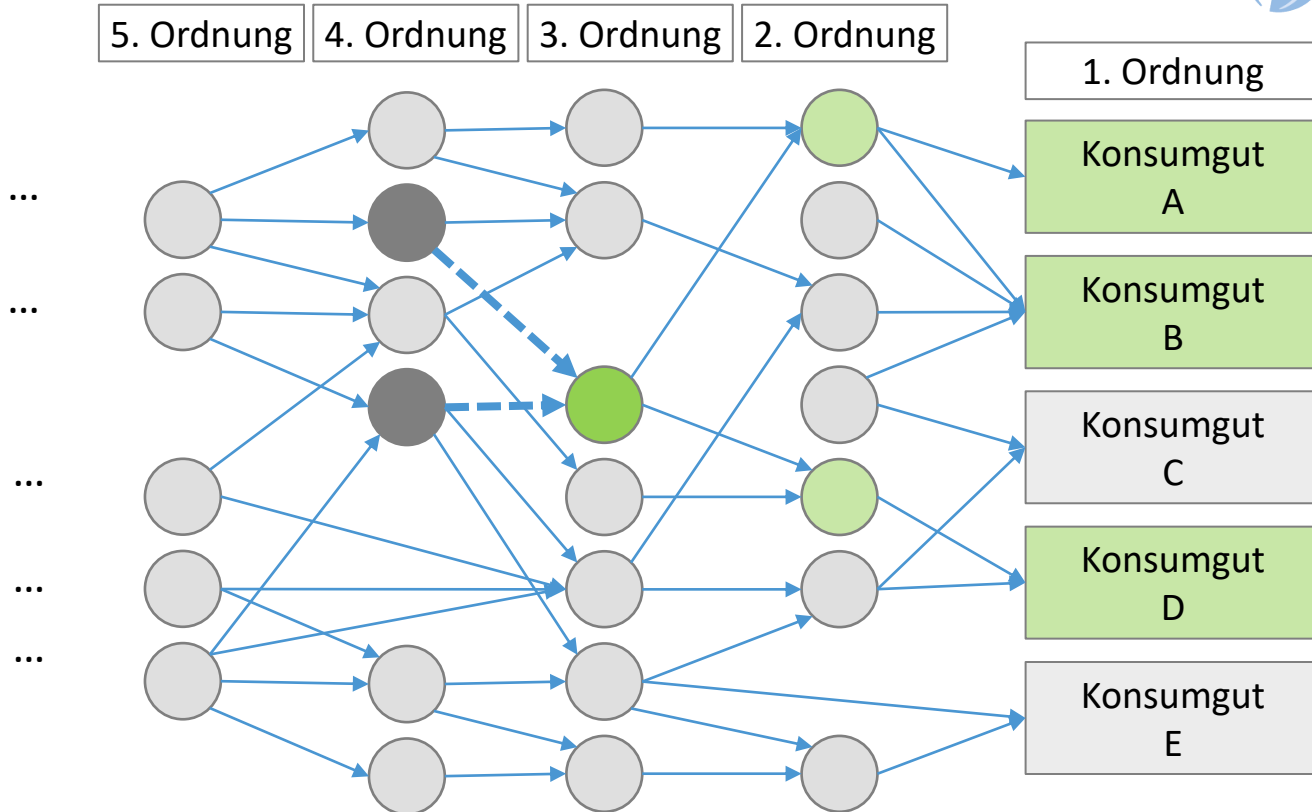 5. Ordnung
4. Ordnung
3. Ordnung
2. Ordnung
1. Ordnung
Konsumgut
A
...
Konsumgut
B
...
Konsumgut
C
...
Konsumgut
D
...
Konsumgut
E
...